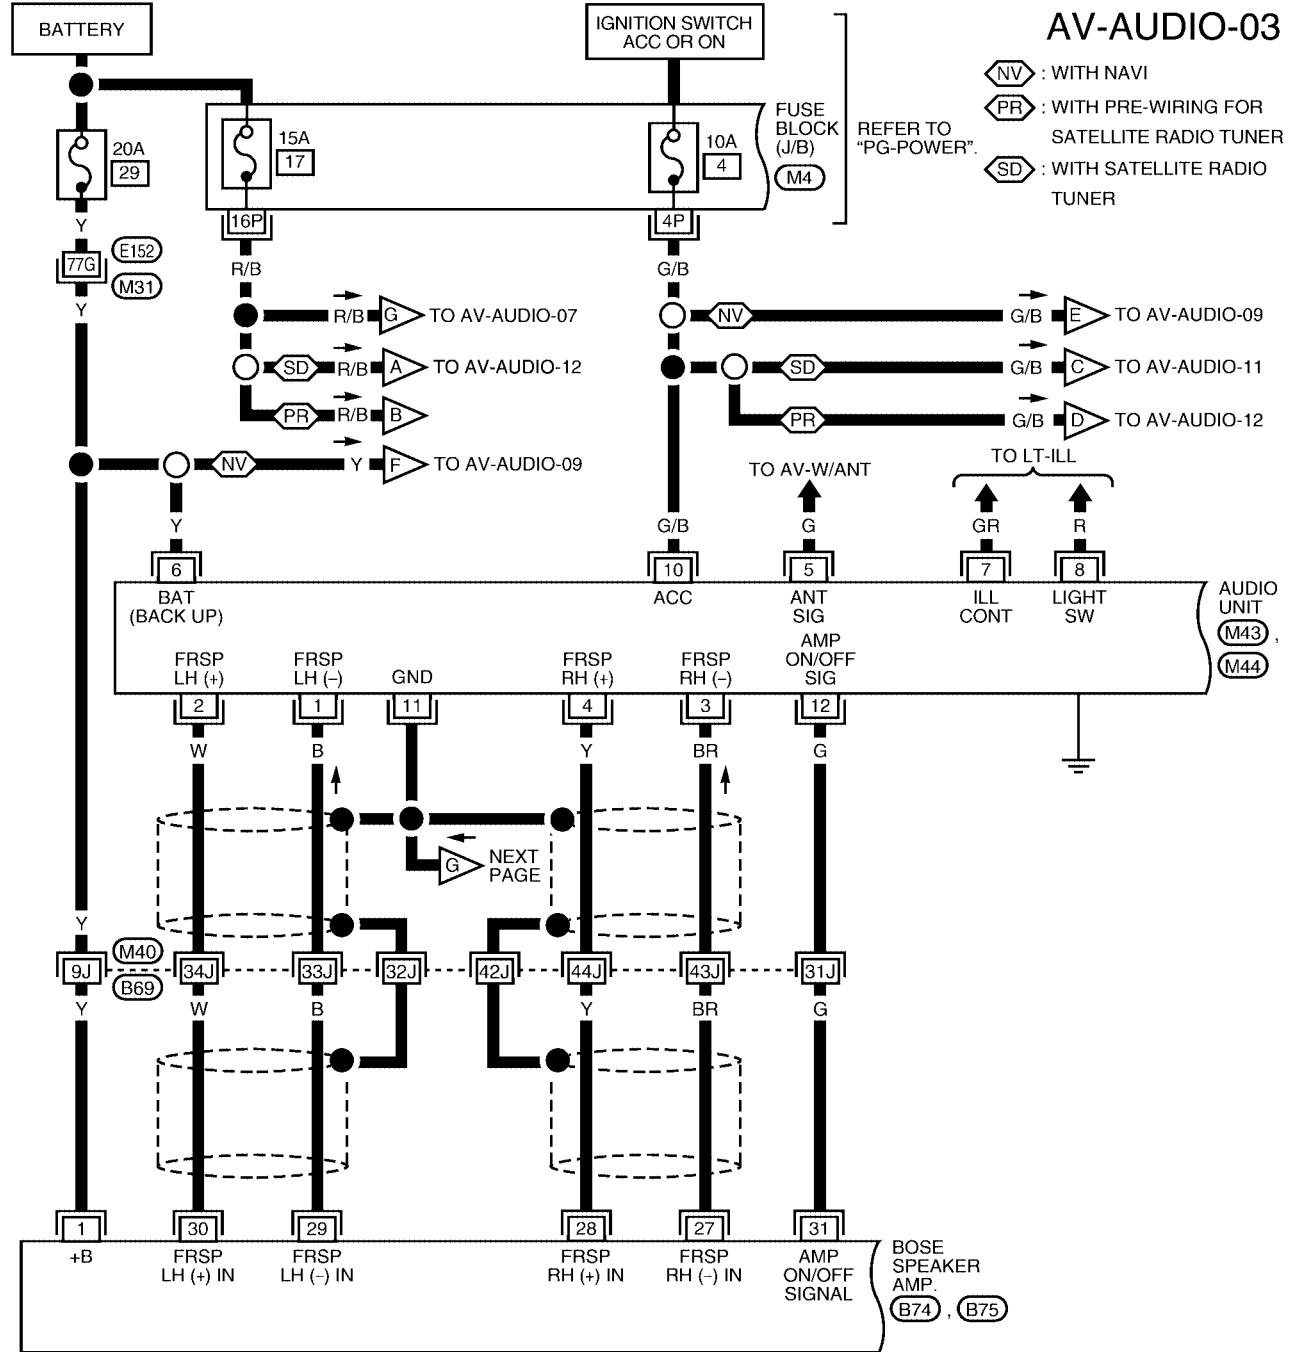 BATTERY
IGNITION SWITCH
ACC OR ON
AV-AUDIO-03
NV : WITH NAVI
PR : WITH PRE-WIRING FOR
SATELLITE RADIO TUNER
SD : WITH SATELLITE RADIO
TUNER
20A
29
15A
17
10A
4
FUSE
BLOCK
(J/B)
M4
REFER TO
"PG-POWER".
Y
16P
4P
77G
E152
M31
R/B
G/B
Y
R/B G TO AV-AUDIO-07
NV G/B E TO AV-AUDIO-09
SD R/B A TO AV-AUDIO-12
SD G/B C TO AV-AUDIO-11
PR R/B B
PR G/B D TO AV-AUDIO-12
NV Y F TO AV-AUDIO-09
TO AV-W/ANT
TO LT-ILL
Y G/B G GR R
6 10 5 7 8
BAT
(BACK UP)
ACC
ANT
SIG
ILL
CONT
LIGHT
SW
AUDIO
UNIT
M43 ,
M44
FRSP
LH (+)
FRSP
LH (–)
GND
FRSP
RH (+)
FRSP
RH (–)
AMP
ON/OFF
SIG
2 1 11 4 3 12
W B Y BR G
G NEXT
PAGE
Y
M40
9J 34J 33J 32J 42J 44J 43J 31J
B69
Y W B Y BR G
1 30 29 28 27 31
+B
FRSP
LH (+) IN
FRSP
LH (–) IN
FRSP
RH (+) IN
FRSP
RH (–) IN
AMP
ON/OFF
SIGNAL
BOSE
SPEAKER
AMP.
B74 , B75